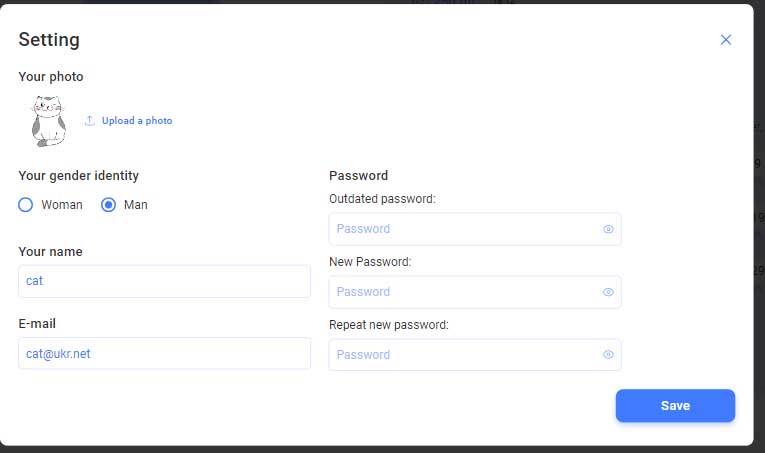 Setting
Your photo
Upload a photo
Your gender identity
Woman Man
Your name
cat
E-mail
cat@ukr.net
Password
Outdated password:
Password
New Password:
Password
Repeat new password:
Password
Save